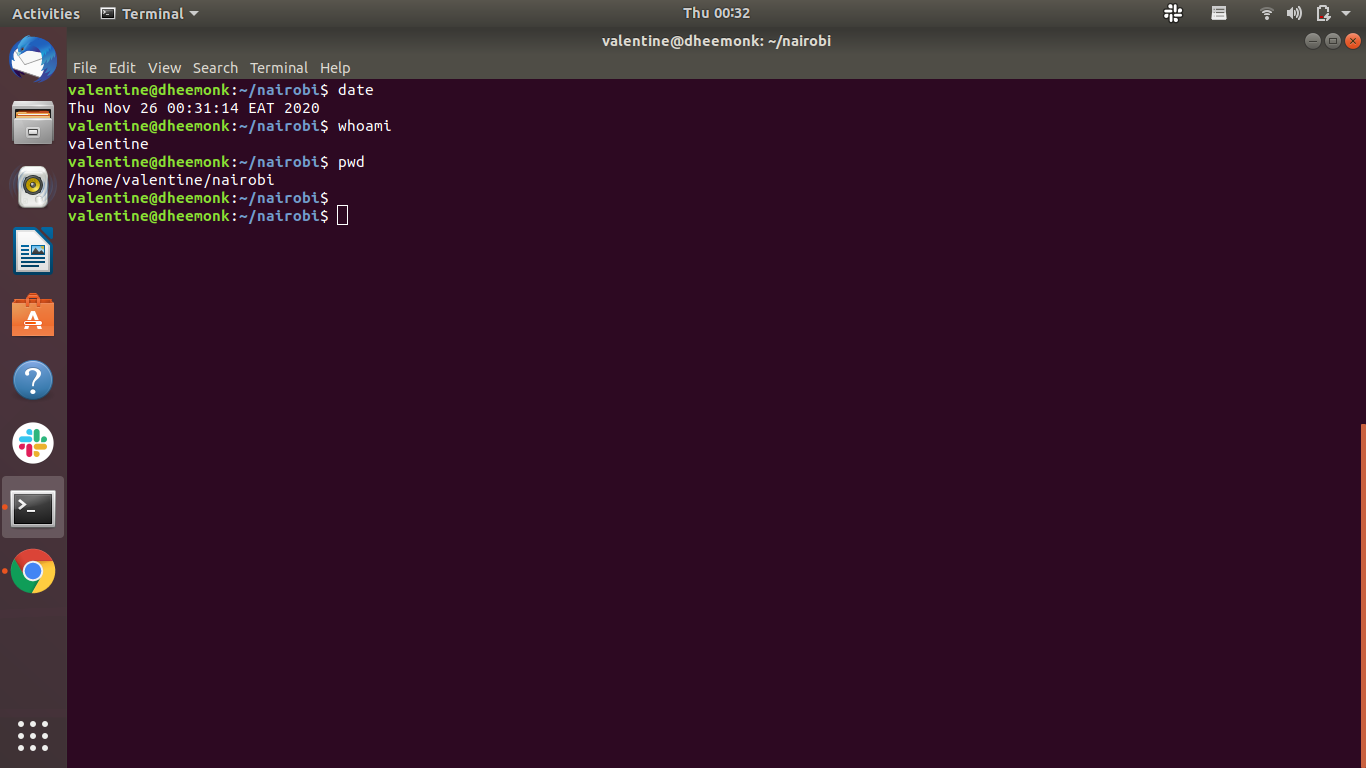 Activities Terminal Thu 00:32
valentine@dheemonk: ~/nairobi
File Edit View Search Terminal Help
valentine@dheemonk:~/nairobi$ date
Thu Nov 26 00:31:14 EAT 2020
valentine@dheemonk:~/nairobi$ whoami
valentine
valentine@dheemonk:~/nairobi$ pwd
/home/valentine/nairobi
valentine@dheemonk:~/nairobi$
valentine@dheemonk:~/nairobi$